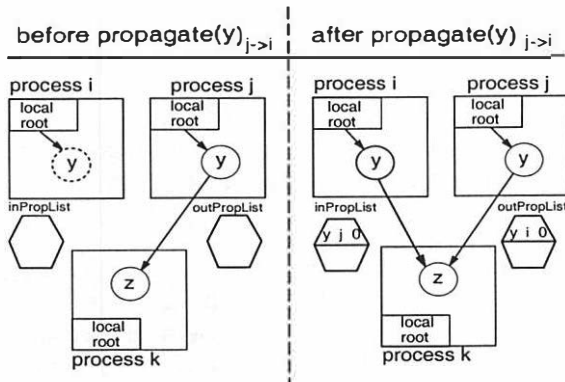 before propagate(y) j->i
process i
process j
local
root
local
root
y
y
inPropList
outPropList
z
local
root
process k
after propagate(y) j->i
process i
process j
local
root
local
root
y
y
inPropList
outPropList
y j 0
y i 0
z
local
root
process k